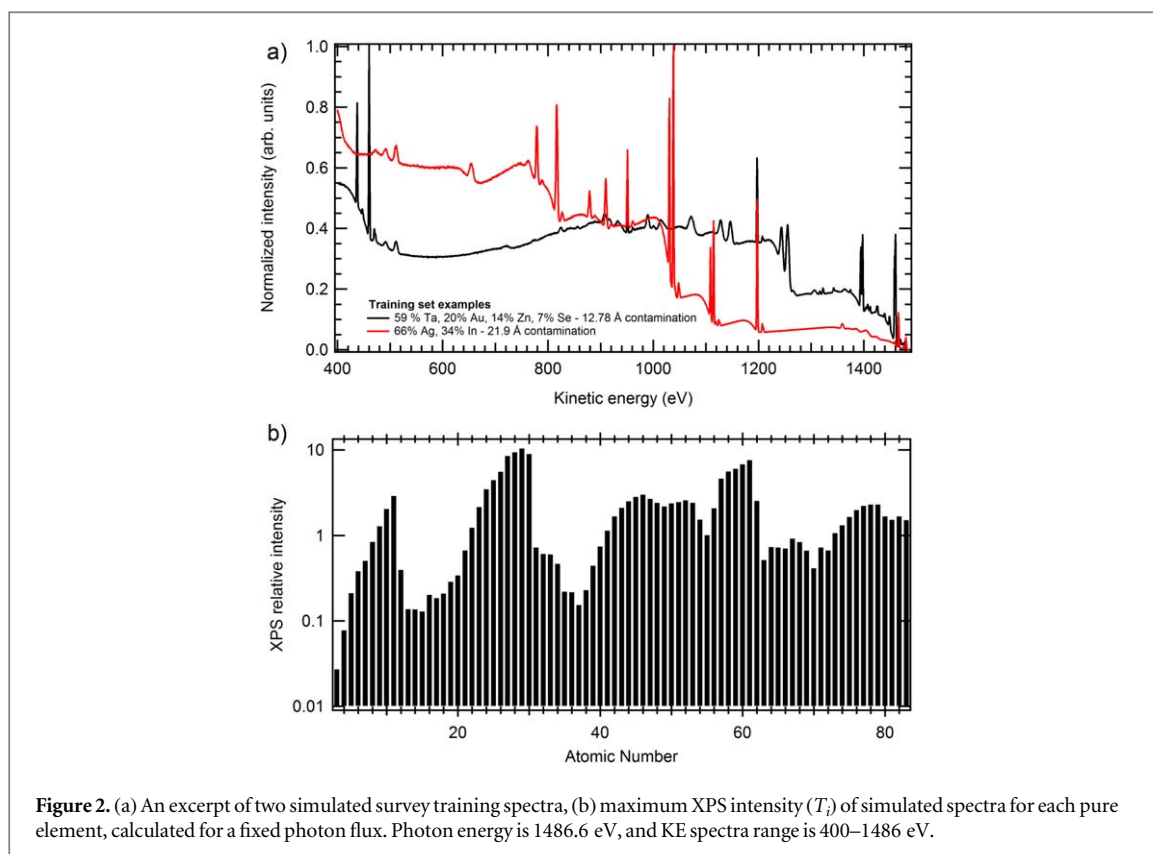 a)
Normalized intensity (arb. units)
1.0
0.8
0.6
0.4
0.2
0.0
Training set examples
59 % Ta, 20% Au, 14% Zn, 7% Se - 12.78 Å contamination
66% Ag, 34% In - 21.9 Å contamination
400 600 800 1000 1200 1400
Kinetic energy (eV)
b)
XPS relative intensity
10
1
0.1
0.01
20 40 60 80
Atomic Number
Figure 2. (a) An excerpt of two simulated survey training spectra, (b) maximum XPS intensity (Ti) of simulated spectra for each pure
element, calculated for a fixed photon flux. Photon energy is 1486.6 eV, and KE spectra range is 400–1486 eV.